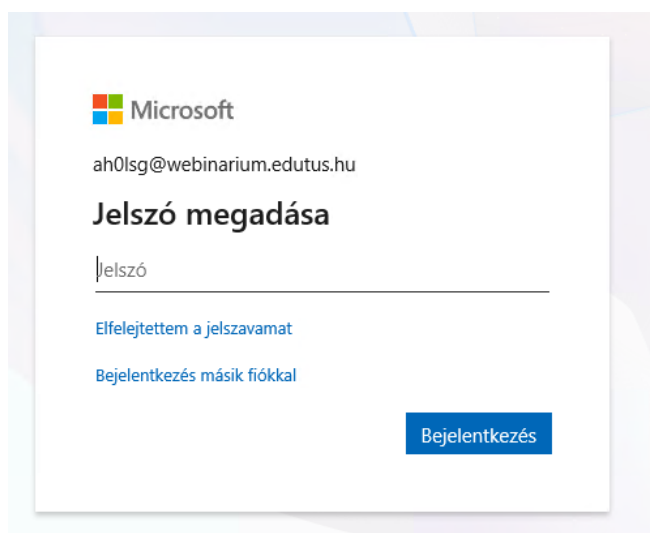 Microsoft
ah0lsg@webinarium.edutus.hu
Jelszó megadása
Jelszó
Elfelejtettem a jelszavamat
Bejelentkezés másik fiókkal
Bejelentkezés